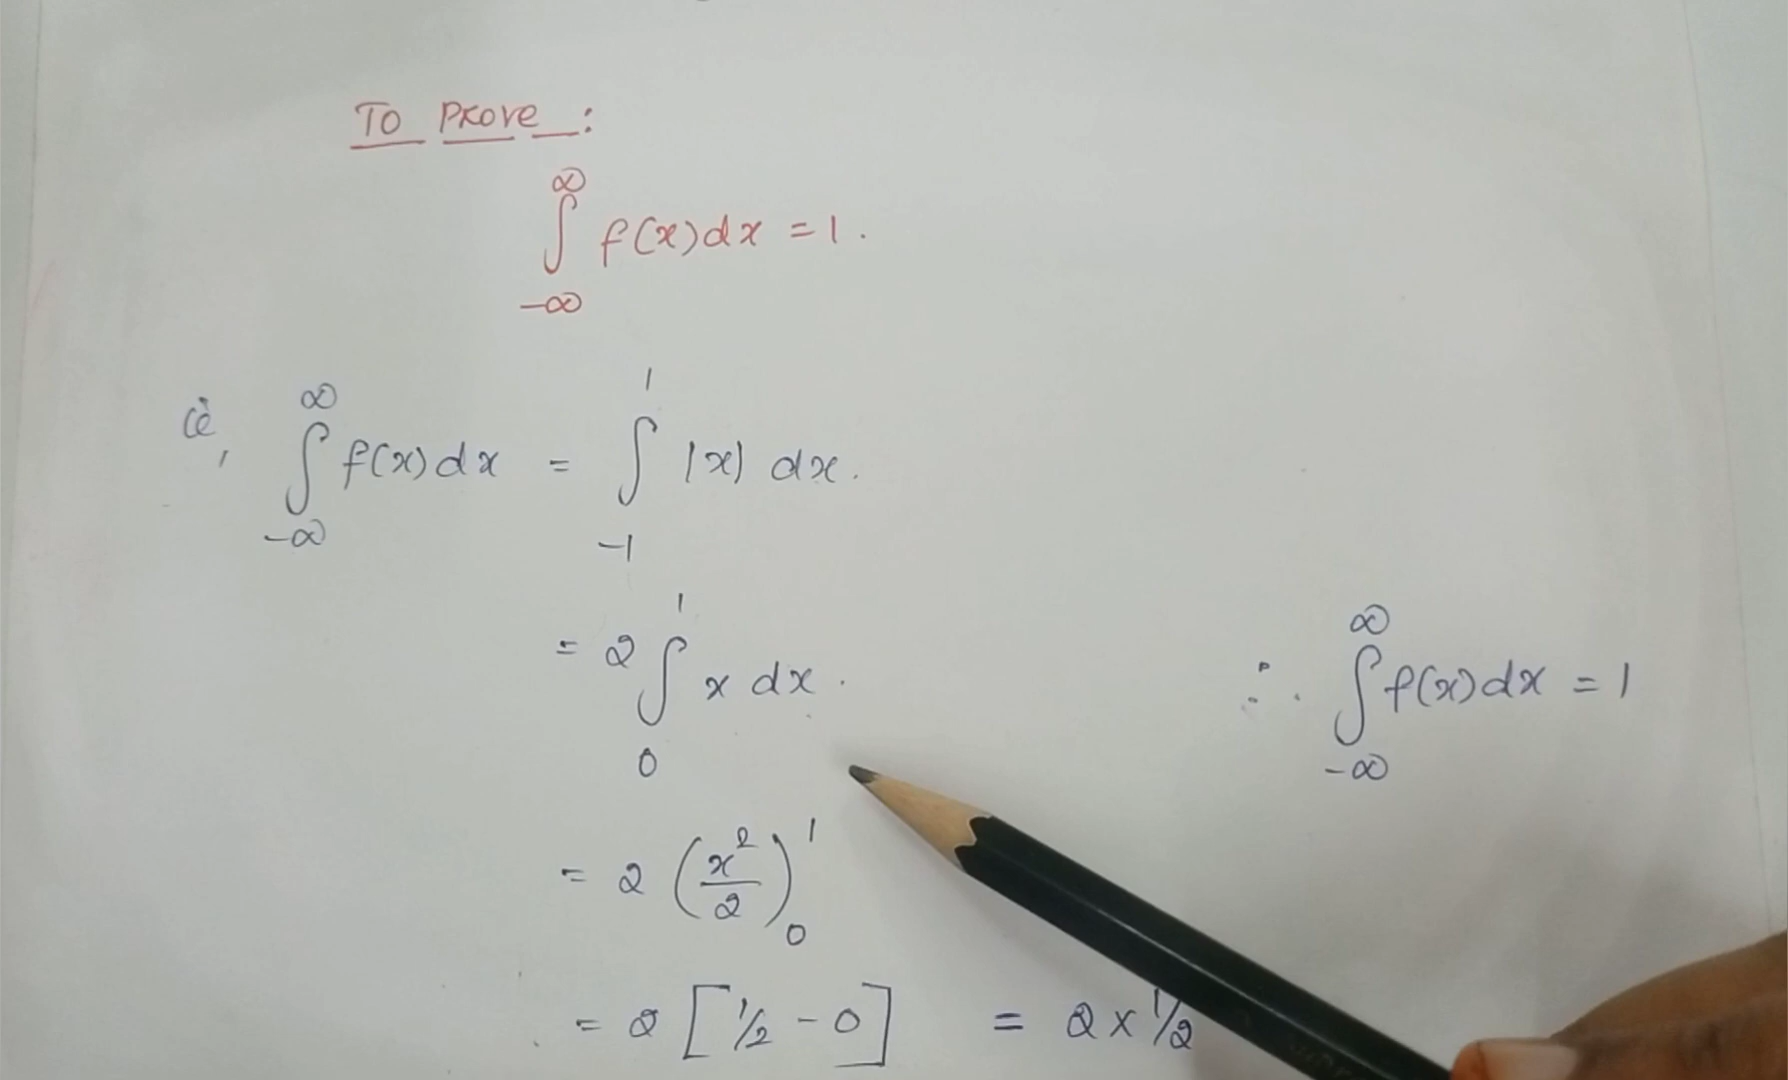 To Prove :
∫_{-∞}^{∞} f(x)dx = 1.
ie, ∫_{-∞}^{∞} f(x)dx = ∫_{-1}^{1} |x| dx.
= 2 ∫_{0}^{1} x dx.
∴ ∫_{-∞}^{∞} f(x)dx = 1
= 2 (x²/2)_{0}^{1}
= 2 [1/2 - 0] = 2 x 1/2